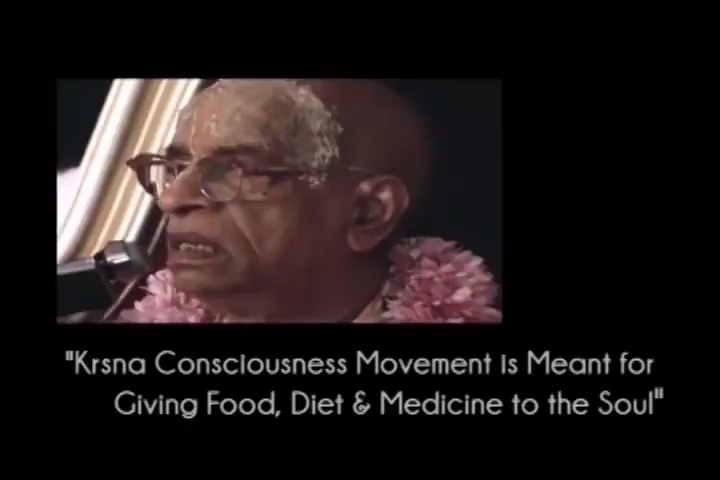 "Krsna Consciousness Movement is Meant for
Giving Food, Diet & Medicine to the Soul"